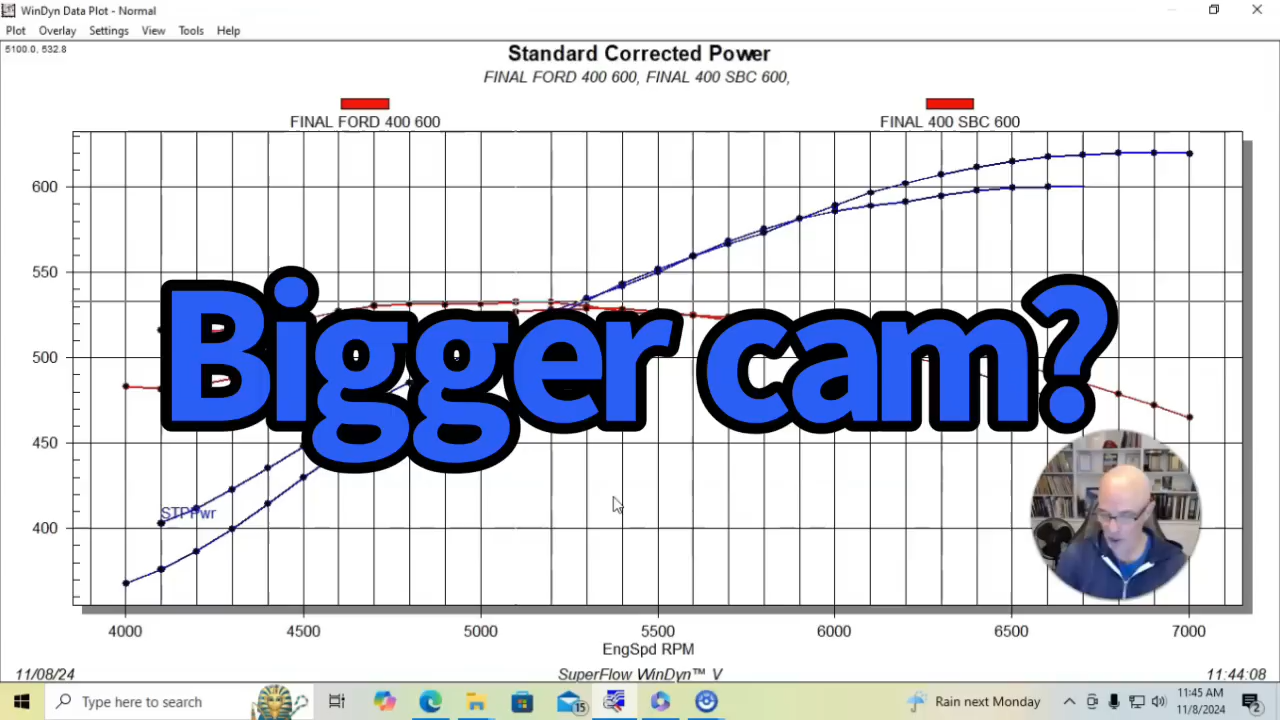 WinDyn Data Plot - Normal
Plot Overlay Settings View Tools Help
5100.0, 532.8
Standard Corrected Power
FINAL FORD 400 600, FINAL 400 SBC 600,
FINAL FORD 400 600 FINAL 400 SBC 600
600
550
500
450
400
Bigger cam?
STPPwr
4000 4500 5000 5500 6000 6500 7000
EngSpd RPM
11/08/24 SuperFlow WinDyn™ V 11:44:08
Type here to search
15
Rain next Monday
11:45 AM
11/8/2024
2